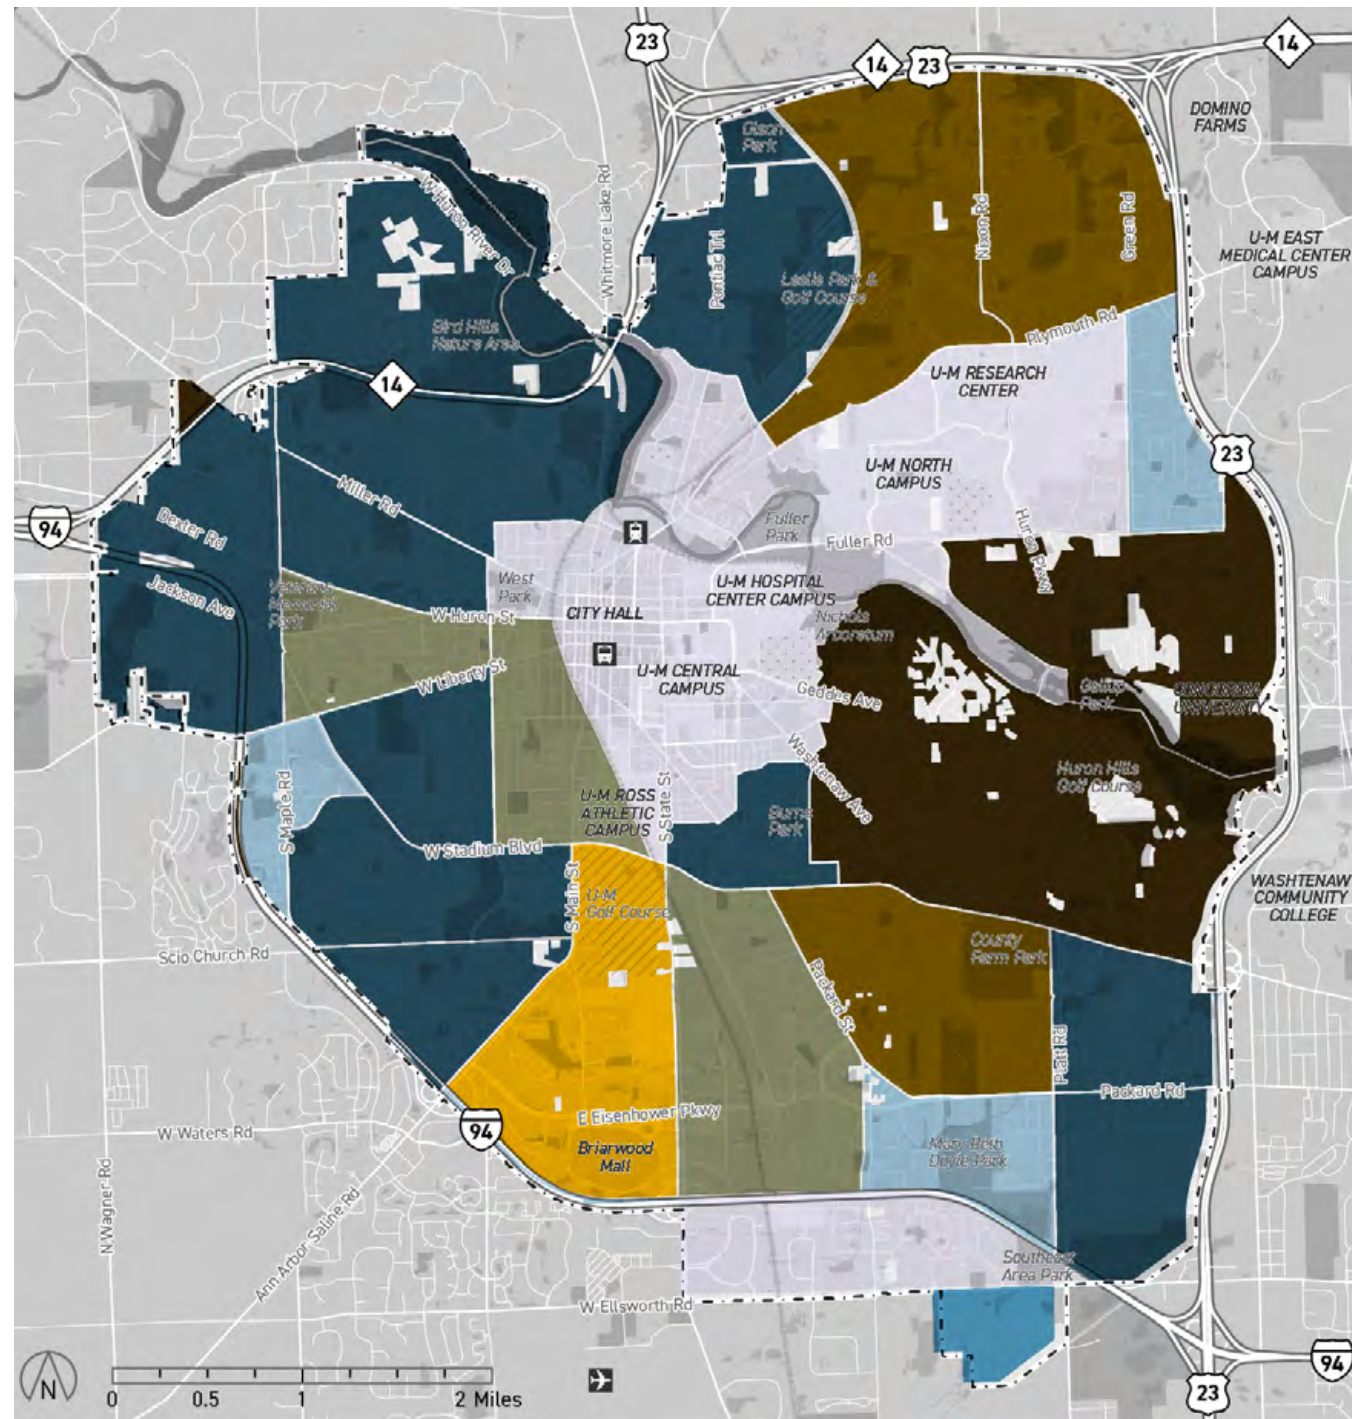 23
14
23
14
DOMINO
FARMS
Olson
Park
W Huron River Dr
Whitmore Lake Rd
Pontiac Trl
Nixon Rd
Green Rd
U-M EAST
MEDICAL CENTER
CAMPUS
Leslie Park &
Golf Course
Bird Hills
Nature Area
Plymouth Rd
14
U-M RESEARCH
CENTER
23
U-M NORTH
CAMPUS
Miller Rd
94
Dexter Rd
Fuller
Park
Fuller Rd
Huron Pkwy
Jackson Ave
Veterans
Memorial
Park
West
Park
W Huron St
CITY HALL
U-M HOSPITAL
CENTER CAMPUS
Nichols
Arboretum
W Liberty St
U-M CENTRAL
CAMPUS
Geddes Ave
Gallup
Park
CONCORDIA
UNIVERSITY
Washtenaw Ave
Huron Hills
Golf Course
S Maple Rd
U-M ROSS
ATHLETIC
CAMPUS
S State St
Burns
Park
W Stadium Blvd
S Main St
U-M
Golf Course
WASHTENAW
COMMUNITY
COLLEGE
Scio Church Rd
County
Farm Park
Packard St
Platt Rd
Packard Rd
E Eisenhower Pkwy
94
W Waters Rd
Briarwood
Mall
Mary Beth
Doyle Park
N Wagner Rd
Ann Arbor Saline Rd
Southeast
Area Park
W Ellsworth Rd
94
N
0 0.5 1 2 Miles
23